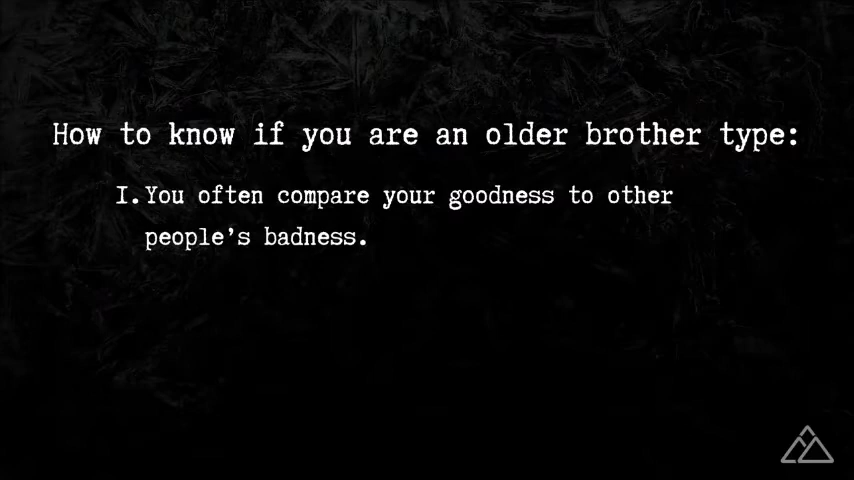 How to know if you are an older brother type:
I. You often compare your goodness to other
people's badness.